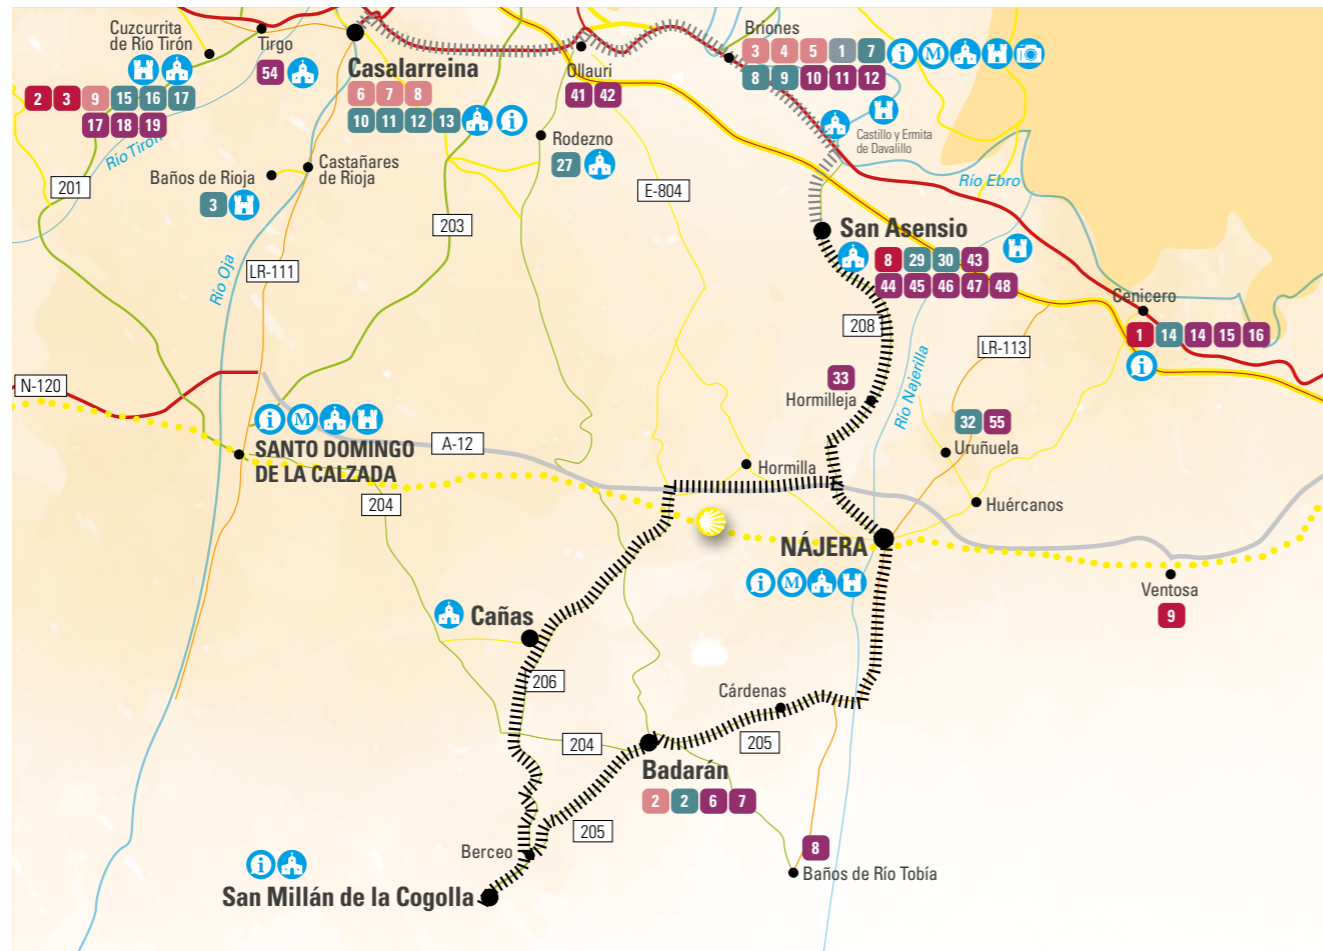 Cuzcurrita
de Río Tirón
Tirgo
54
2 3 9 15 16 17
17 18 19
Río Tirón
201
Casalarreina
6 7 8
10 11 12 13 i
Ollauri
41 42
Briones
3 4 5 1 7 i M
8 9 10 11 12
Castillo y Ermita
de Davalillo
Río Ebro
Baños de Rioja
3
Castañares
de Rioja
Rodezno
27
E-804
203
LR-111
Río Oja
San Asensio
8 29 30 43
44 45 46 47 48
208
LR-113
Cenicero
1 14 14 15 16
i
N-120
33
Hormilleja
Río Najerilla
32 55
Uruñuela
i M
SANTO DOMINGO
DE LA CALZADA
A-12
204
Hormilla
Huércanos
NÁJERA
i M
Ventosa
9
Cañas
206
Cárdenas
204
205
Badarán
2 2 6 7
205
Berceo
8
Baños de Río Tobía
i
San Millán de la Cogolla